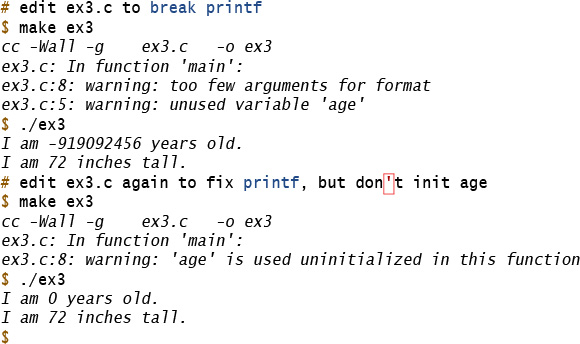 # edit ex3.c to break printf
$ make ex3
cc -Wall -g    ex3.c   -o ex3
ex3.c: In function 'main':
ex3.c:8: warning: too few arguments for format
ex3.c:5: warning: unused variable 'age'
$ ./ex3
I am -919092456 years old.
I am 72 inches tall.
# edit ex3.c again to fix printf, but don't init age
$ make ex3
cc -Wall -g    ex3.c   -o ex3
ex3.c: In function 'main':
ex3.c:8: warning: 'age' is used uninitialized in this function
$ ./ex3
I am 0 years old.
I am 72 inches tall.
$